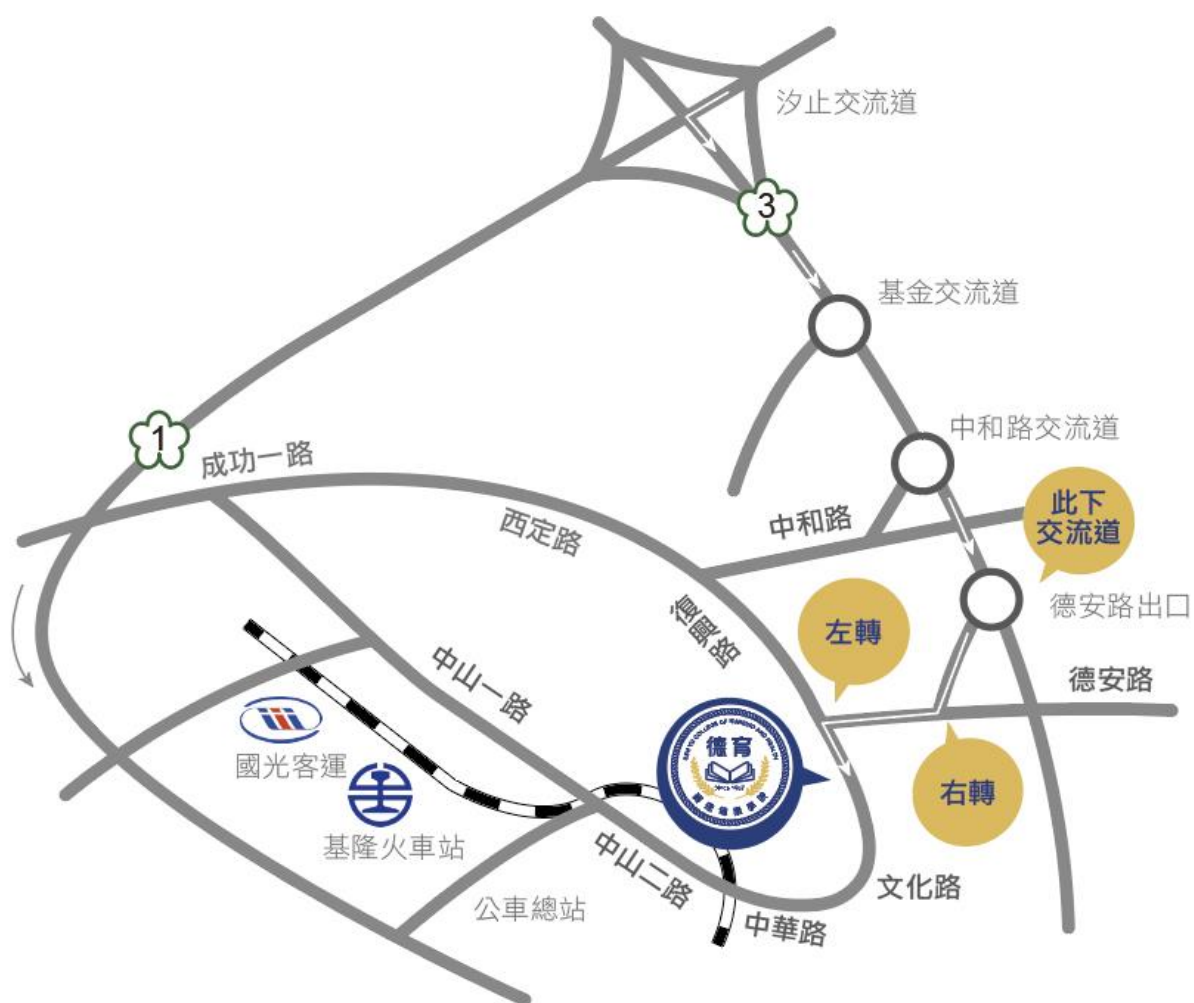 汐止交流道
3
基金交流道
1
成功一路
中和路交流道
西定路
中和路
此下
交流道
復興路
德安路出口
左轉
中山一路
德安路
德育
國光客運
右轉
基隆火車站
中山二路
文化路
公車總站
中華路